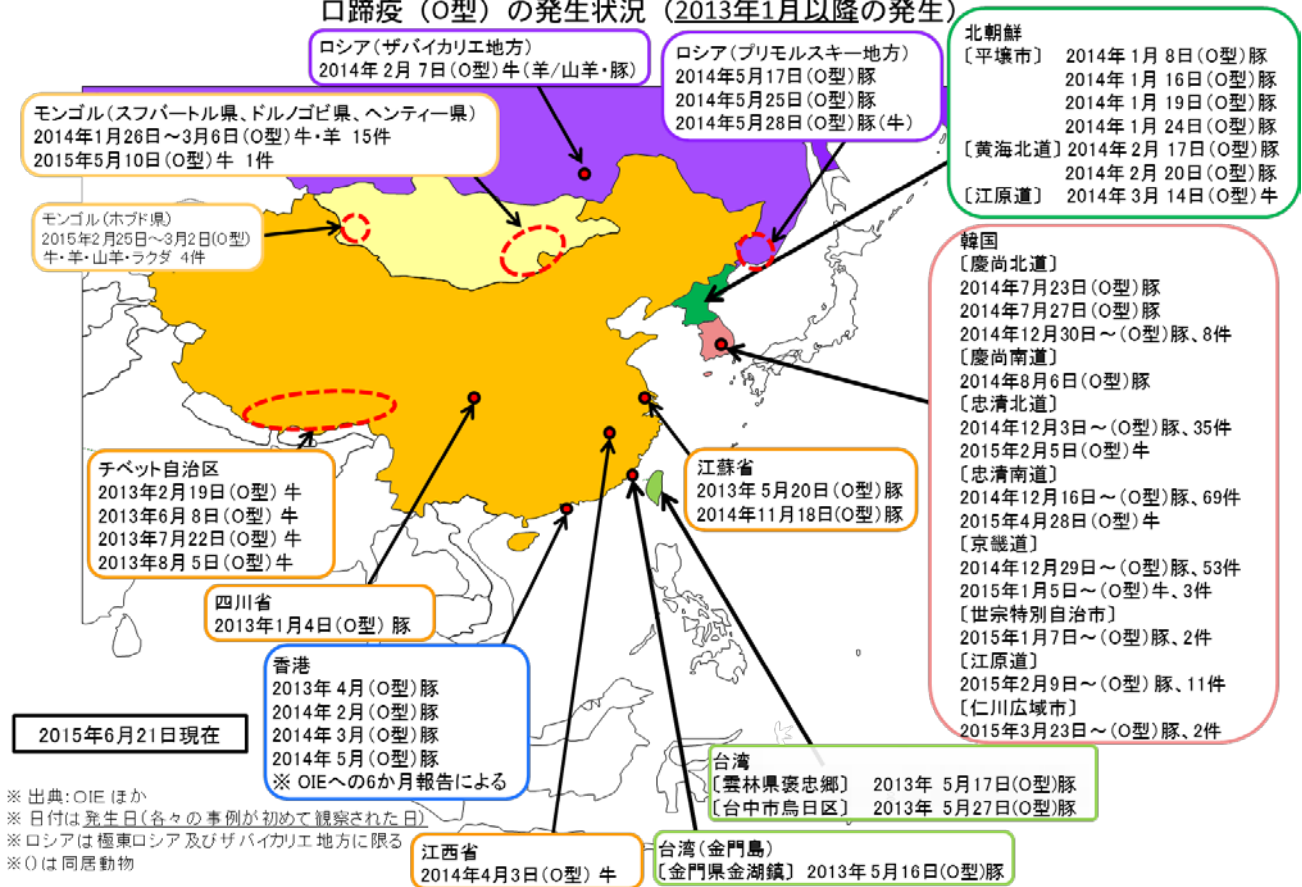 口蹄疫（O型）の発生状況（2013年1月以降の発生）
ロシア（ザバイカリエ地方）
2014年2月7日（O型）牛（羊/山羊・豚）
ロシア（プリモルスキー地方）
2014年5月17日（O型）豚
2014年5月25日（O型）豚
2014年5月28日（O型）豚（牛）
北朝鮮
〔平壌市〕 2014年1月8日（O型）豚
2014年1月16日（O型）豚
2014年1月19日（O型）豚
2014年1月24日（O型）豚
〔黄海北道〕2014年2月17日（O型）豚
2014年2月20日（O型）豚
〔江原道〕 2014年3月14日（O型）牛
モンゴル（スフバートル県、ドルノゴビ県、ヘンティー県）
2014年1月26日～3月6日（O型）牛・羊 15件
2015年5月10日（O型）牛 1件
モンゴル（ホブド県）
2015年2月25日～3月2日（O型）
牛・羊・山羊・ラクダ 4件
韓国
〔慶尚北道〕
2014年7月23日（O型）豚
2014年7月27日（O型）豚
2014年12月30日～（O型）豚、8件
〔慶尚南道〕
2014年8月6日（O型）豚
〔忠清北道〕
2014年12月3日～（O型）豚、35件
2015年2月5日（O型）牛
〔忠清南道〕
2014年12月16日～（O型）豚、69件
2015年4月28日（O型）牛
〔京畿道〕
2014年12月29日～（O型）豚、53件
2015年1月5日～（O型）牛、3件
〔世宗特別自治市〕
2015年1月7日～（O型）豚、2件
〔江原道〕
2015年2月9日～（O型）豚、11件
〔仁川広域市〕
2015年3月23日～（O型）豚、2件
チベット自治区
2013年2月19日（O型）牛
2013年6月8日（O型）牛
2013年7月22日（O型）牛
2013年8月5日（O型）牛
江蘇省
2013年5月20日（O型）豚
2014年11月18日（O型）豚
四川省
2013年1月4日（O型）豚
香港
2013年4月（O型）豚
2014年2月（O型）豚
2014年3月（O型）豚
2014年5月（O型）豚
※ OIEへの6か月報告による
2015年6月21日現在
台湾
〔雲林県褒忠郷〕 2013年5月17日（O型）豚
〔台中市烏日区〕 2013年5月27日（O型）豚
※ 出典：OIE ほか
※ 日付は発生日（各々の事例が初めて観察された日）
※ロシアは極東ロシア及びザバイカリエ地方に限る
※（）は同居動物
江西省
2014年4月3日（O型）牛
台湾（金門島）
〔金門県金湖鎮〕 2013年5月16日（O型）豚